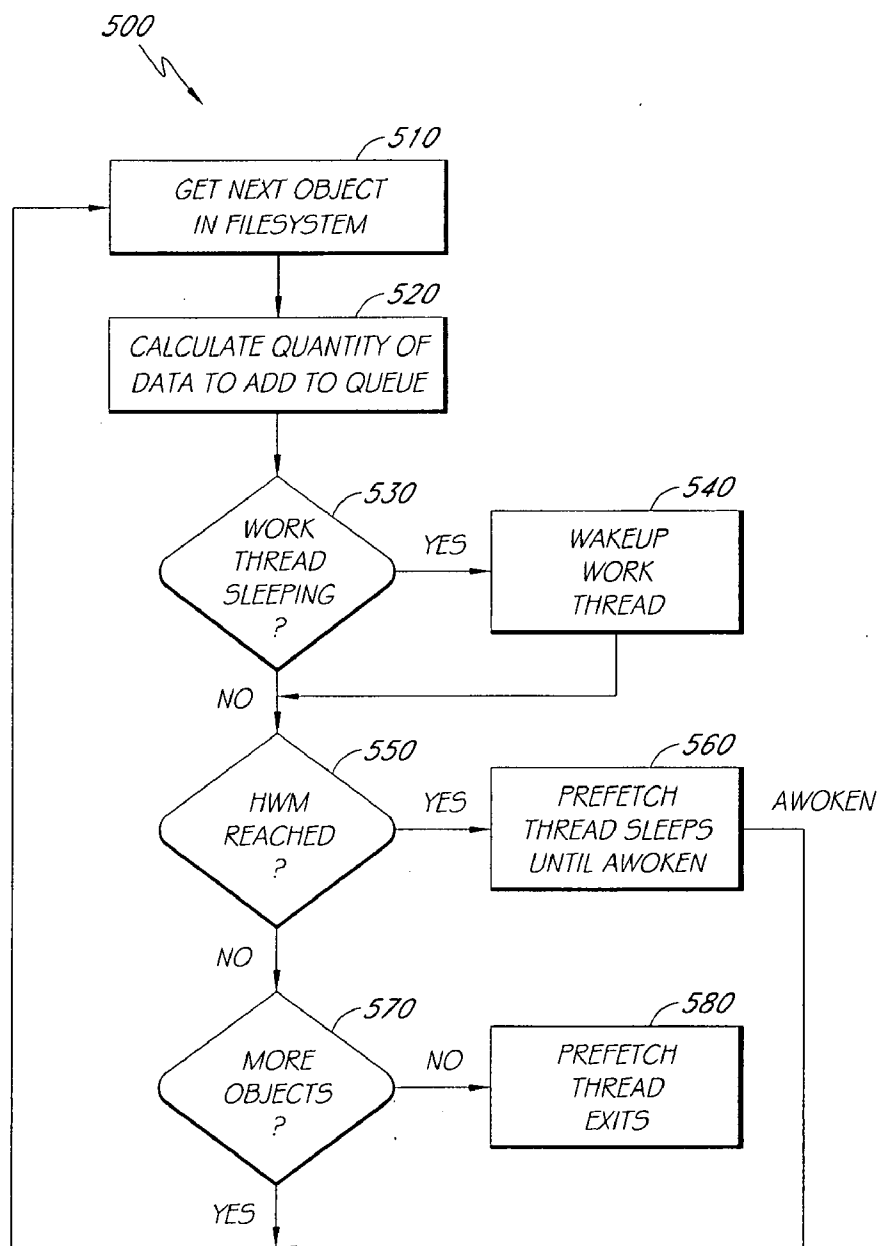 500
510
GET NEXT OBJECT
IN FILESYSTEM
520
CALCULATE QUANTITY OF
DATA TO ADD TO QUEUE
530
WORK
THREAD
SLEEPING
?
YES
540
WAKEUP
WORK
THREAD
NO
550
HWM
REACHED
?
YES
560
PREFETCH
THREAD SLEEPS
UNTIL AWOKEN
AWOKEN
NO
570
MORE
OBJECTS
?
NO
580
PREFETCH
THREAD
EXITS
YES